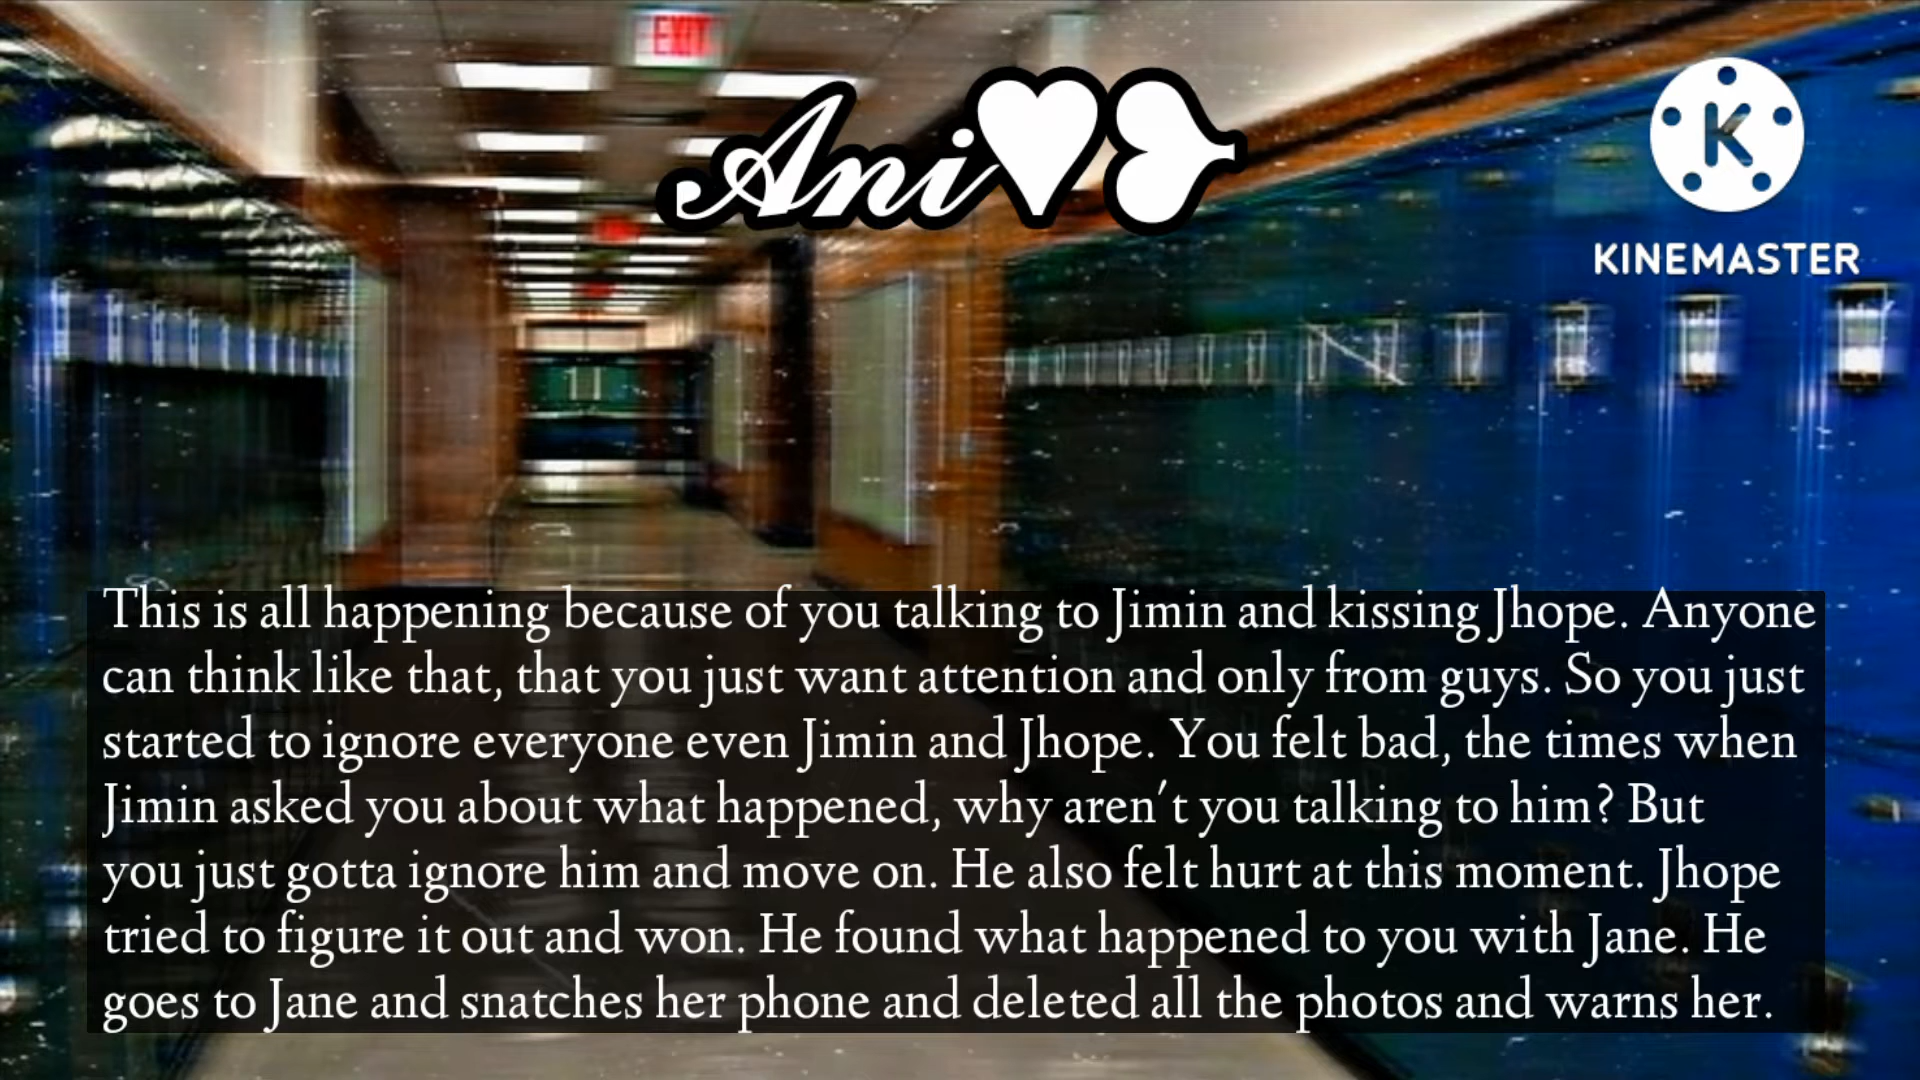 EXIT
Ani♥❥
K
KINEMASTER
This is all happening because of you talking to Jimin and kissing Jhope. Anyone
can think like that, that you just want attention and only from guys. So you just
started to ignore everyone even Jimin and Jhope. You felt bad, the times when
Jimin asked you about what happened, why aren't you talking to him? But
you just gotta ignore him and move on. He also felt hurt at this moment. Jhope
tried to figure it out and won. He found what happened to you with Jane. He
goes to Jane and snatches her phone and deleted all the photos and warns her.